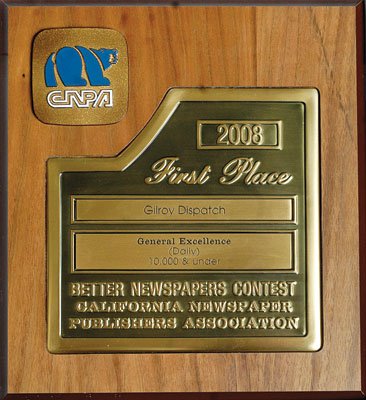 CNPA
2008
First Place
Gilroy Dispatch
General Excellence
(Daily)
10,000 & under
BETTER NEWSPAPERS CONTEST
CALIFORNIA NEWSPAPER
PUBLISHERS ASSOCIATION